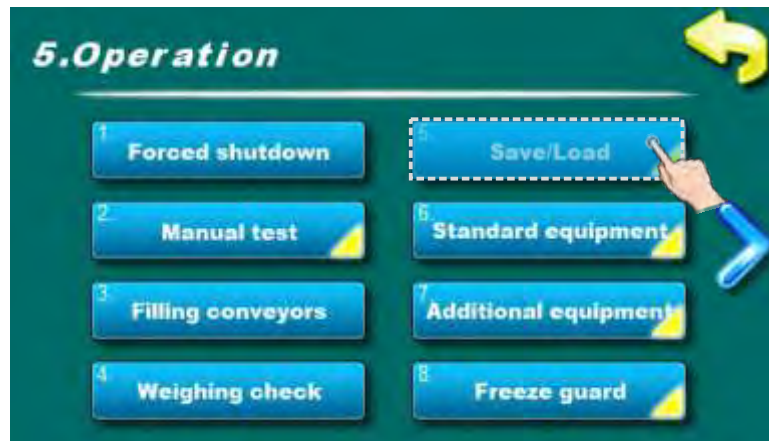 5.Operation
1. Forced shutdown
2. Manual test
3. Filling conveyors
4. Weighing check
5. Save/Load
6. Standard equipment
7. Additional equipment
8. Freeze guard